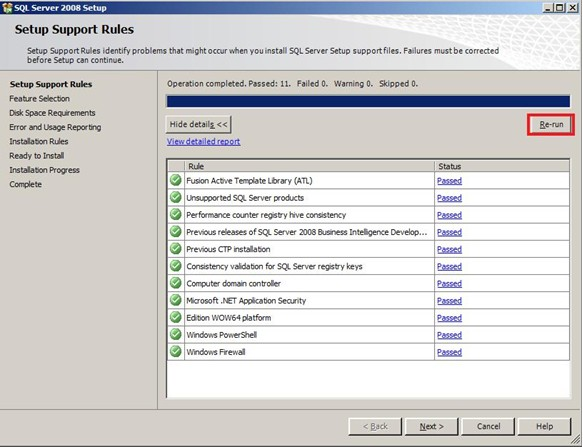 SQL Server 2008 Setup
Setup Support Rules
Setup Support Rules identify problems that might occur when you install SQL Server Setup support files. Failures must be corrected
before Setup can continue.
Setup Support Rules
Feature Selection
Disk Space Requirements
Error and Usage Reporting
Installation Rules
Ready to Install
Installation Progress
Complete
Operation completed. Passed: 11.  Failed 0.  Warning 0.  Skipped 0.
Hide details <<
Re-run
View detailed report
Rule Status
Fusion Active Template Library (ATL) Passed
Unsupported SQL Server products Passed
Performance counter registry hive consistency Passed
Previous releases of SQL Server 2008 Business Intelligence Develop... Passed
Previous CTP installation Passed
Consistency validation for SQL Server registry keys Passed
Computer domain controller Passed
Microsoft .NET Application Security Passed
Edition WOW64 platform Passed
Windows PowerShell Passed
Windows Firewall Passed
< Back
Next >
Cancel
Help